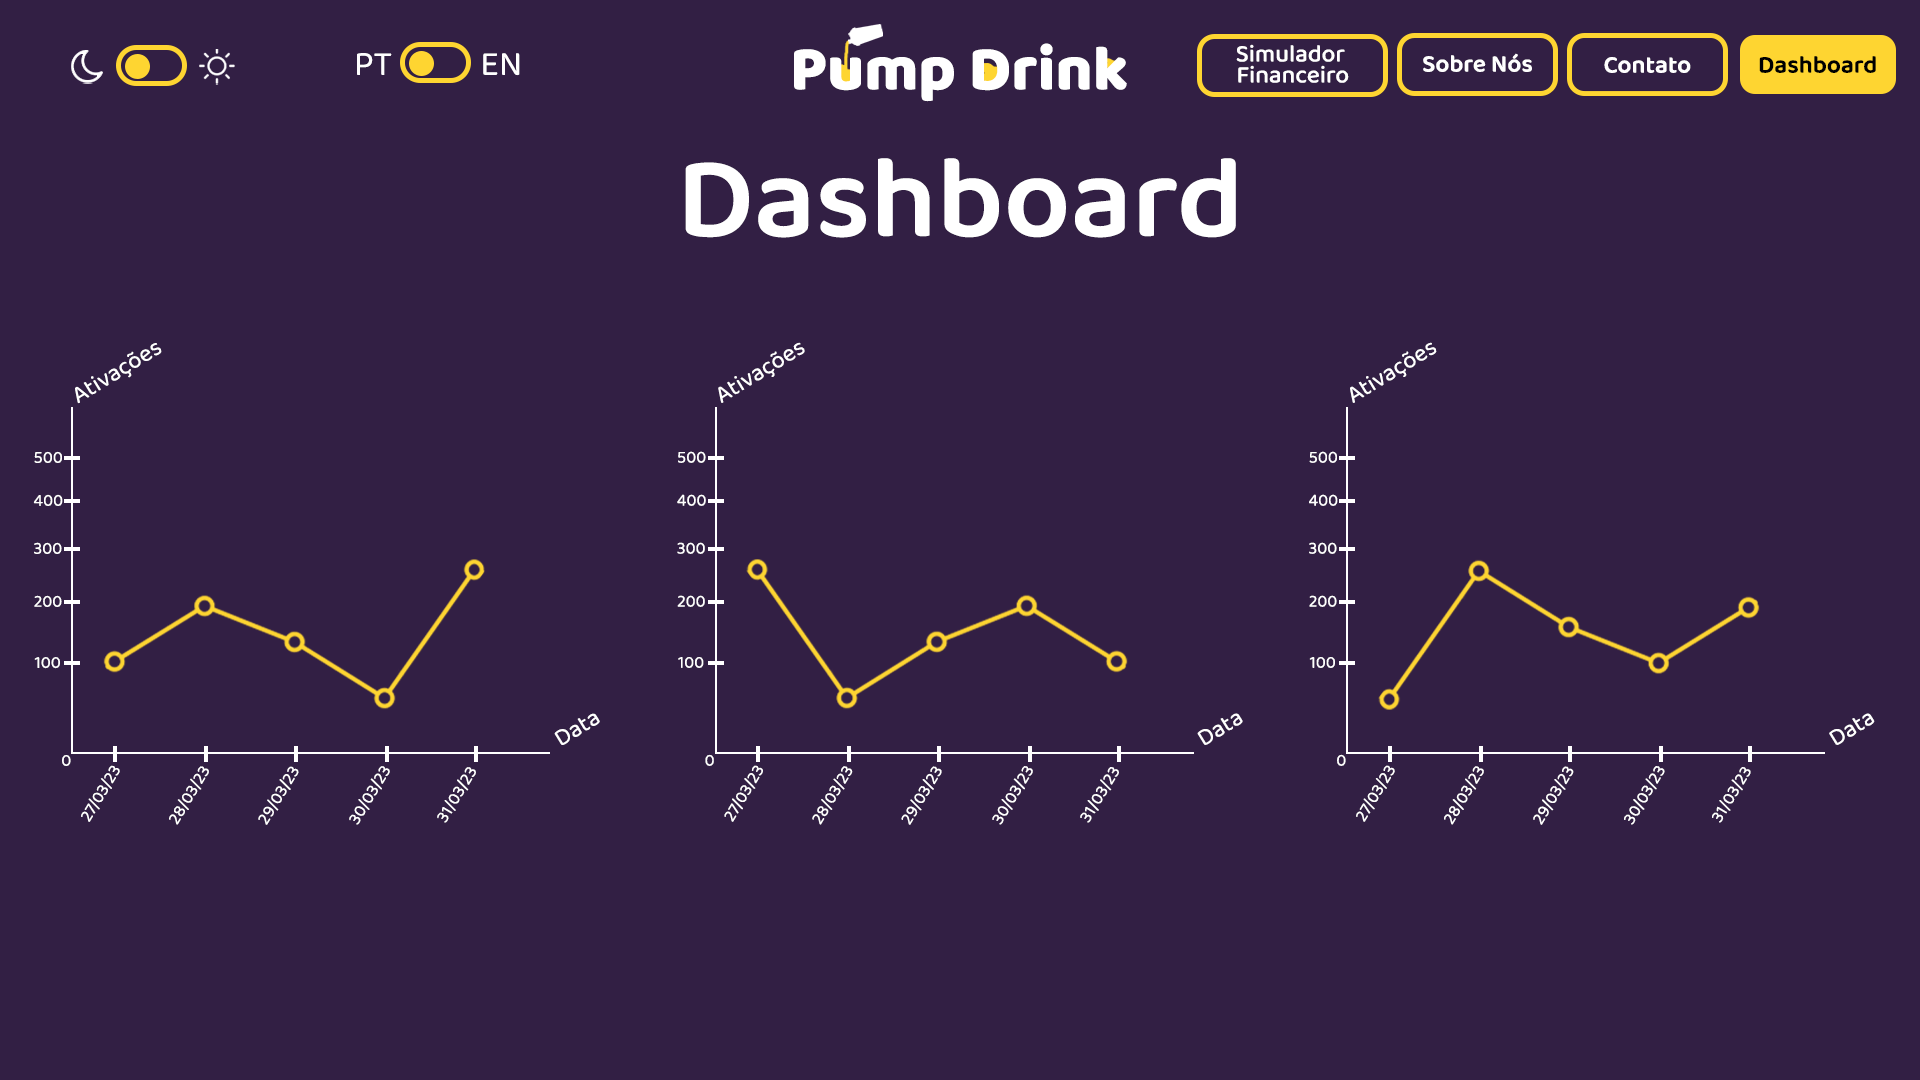 PT EN
Pump Drink
Simulador
Financeiro
Sobre Nós
Contato
Dashboard
Dashboard
Ativações
500
400
300
200
100
0
27/03/23
28/03/23
29/03/23
30/03/23
31/03/23
Data
Ativações
500
400
300
200
100
0
27/03/23
28/03/23
29/03/23
30/03/23
31/03/23
Data
Ativações
500
400
300
200
100
0
27/03/23
28/03/23
29/03/23
30/03/23
31/03/23
Data